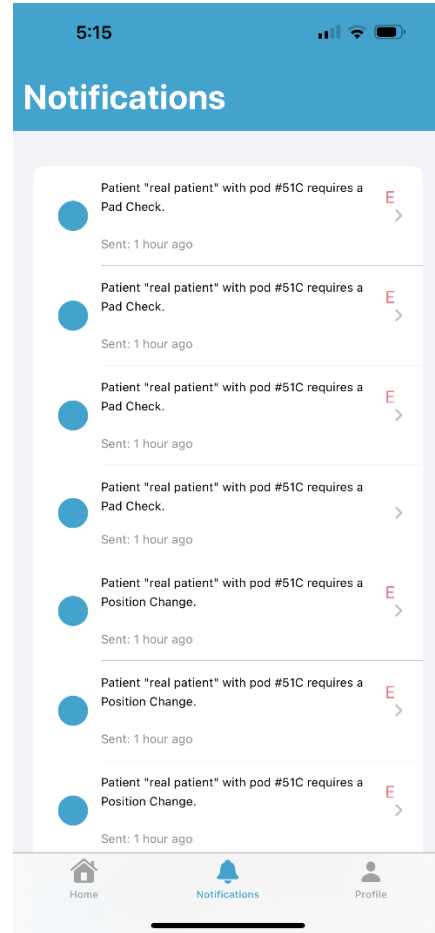 5:15
Notifications
Patient "real patient" with pod #51C requires a
Pad Check.
E
Sent: 1 hour ago
Patient "real patient" with pod #51C requires a
Pad Check.
E
Sent: 1 hour ago
Patient "real patient" with pod #51C requires a
Pad Check.
E
Sent: 1 hour ago
Patient "real patient" with pod #51C requires a
Pad Check.
Sent: 1 hour ago
Patient "real patient" with pod #51C requires a
Position Change.
E
Sent: 1 hour ago
Patient "real patient" with pod #51C requires a
Position Change.
E
Sent: 1 hour ago
Patient "real patient" with pod #51C requires a
Position Change.
E
Sent: 1 hour ago
Home
Notifications
Profile